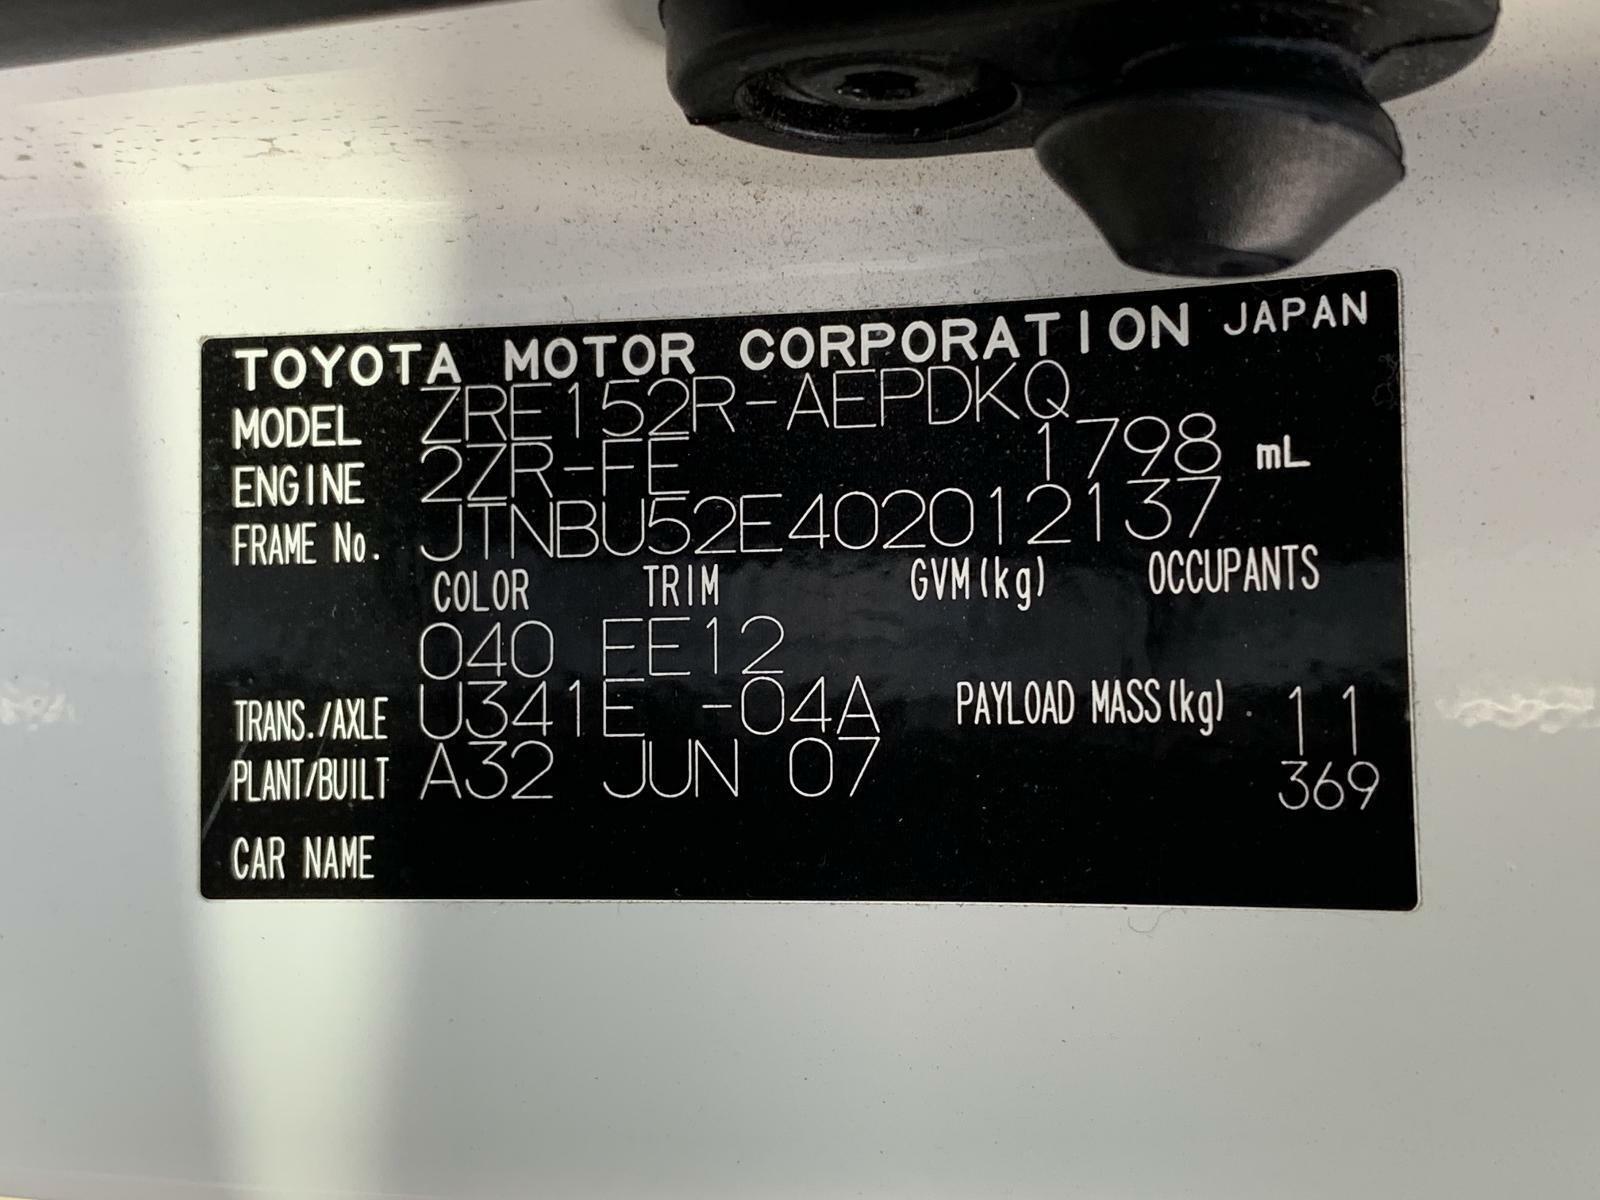 TOYOTA MOTOR CORPORATION JAPAN
MODEL ZRE152R-AEPDKQ
ENGINE 2ZR-FE 1798 mL
FRAME No. JTNBU52E402012137
COLOR TRIM GVM(kg) OCCUPANTS
040 FE12
TRANS./AXLE U341E -04A PAYLOAD MASS(kg) 11
PLANT/BUILT A32 JUN 07 369
CAR NAME